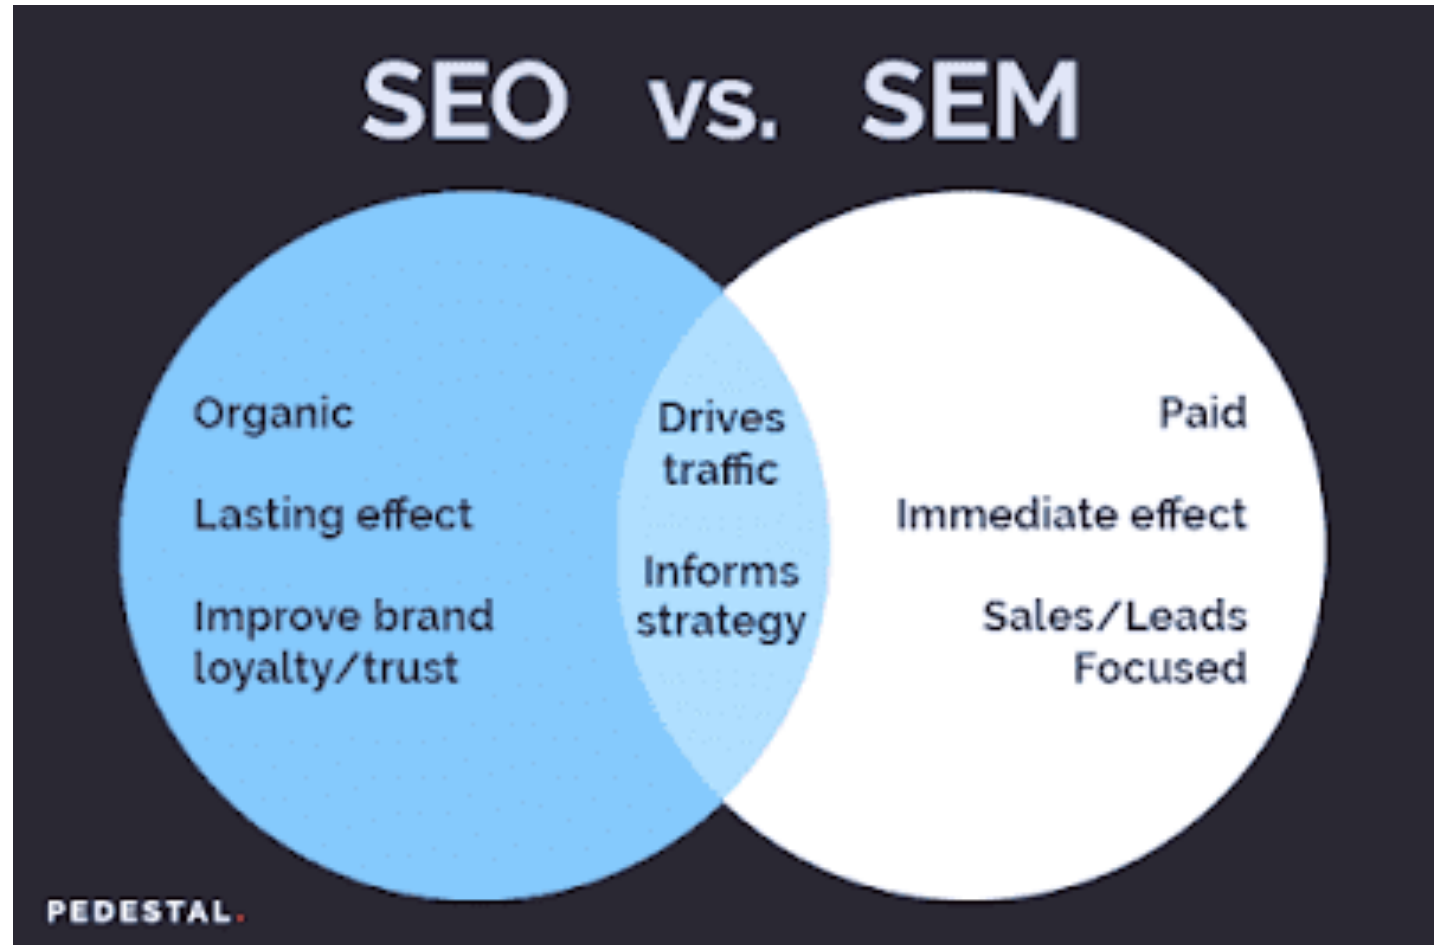 SEO vs. SEM
Organic
Lasting effect
Improve brand
loyalty/trust
Drives
traffic
Informs
strategy
Paid
Immediate effect
Sales/Leads
Focused
PEDESTAL.